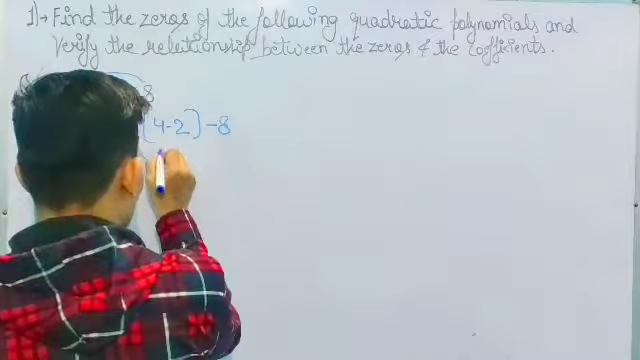 1)→ Find the zeros of the following quadratic polynomials and
Verify the relationship between the zeros & the Cofficients.
8
(4-2) -8